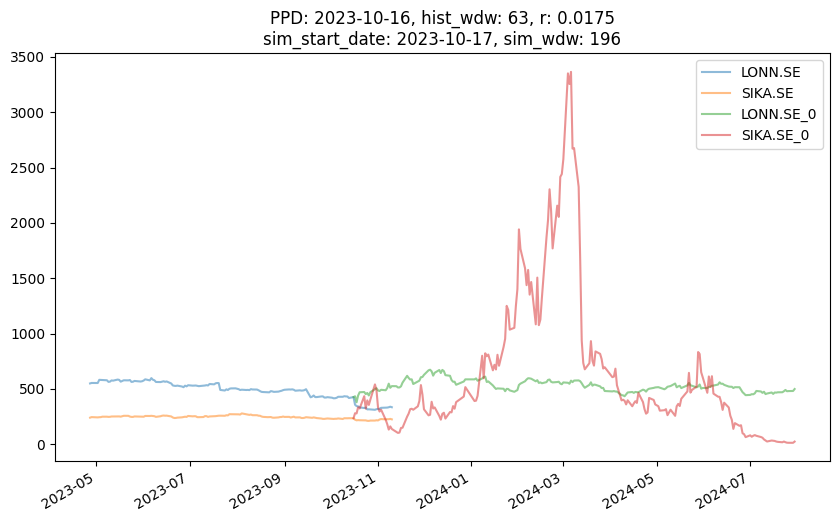 PPD: 2023-10-16, hist_wdw: 63, r: 0.0175
sim_start_date: 2023-10-17, sim_wdw: 196
3500
3000
2500
2000
1500
1000
500
0
LONN.SE
SIKA.SE
LONN.SE_0
SIKA.SE_0
2023-05
2023-07
2023-09
2023-11
2024-01
2024-03
2024-05
2024-07